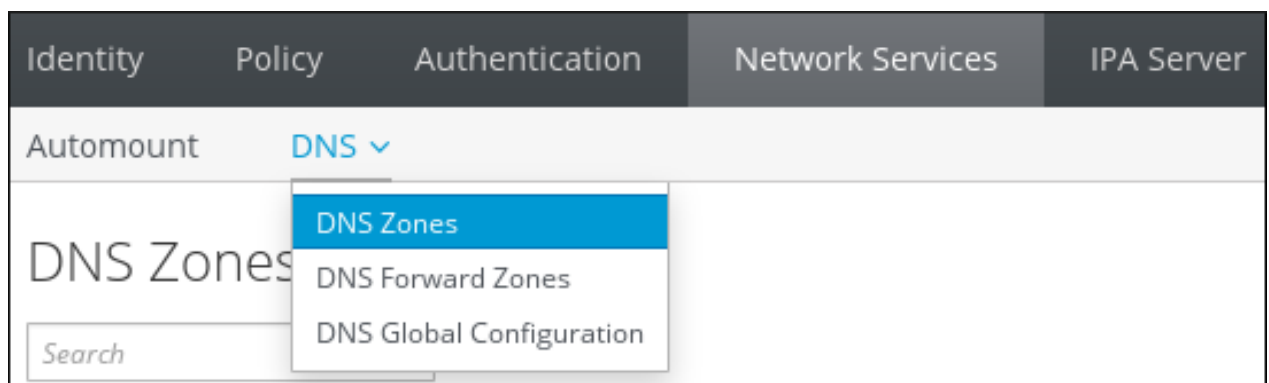 Identity Policy Authentication Network Services IPA Server
Automount DNS
DNS Zones
DNS Zones
DNS Forward Zones
DNS Global Configuration
Search